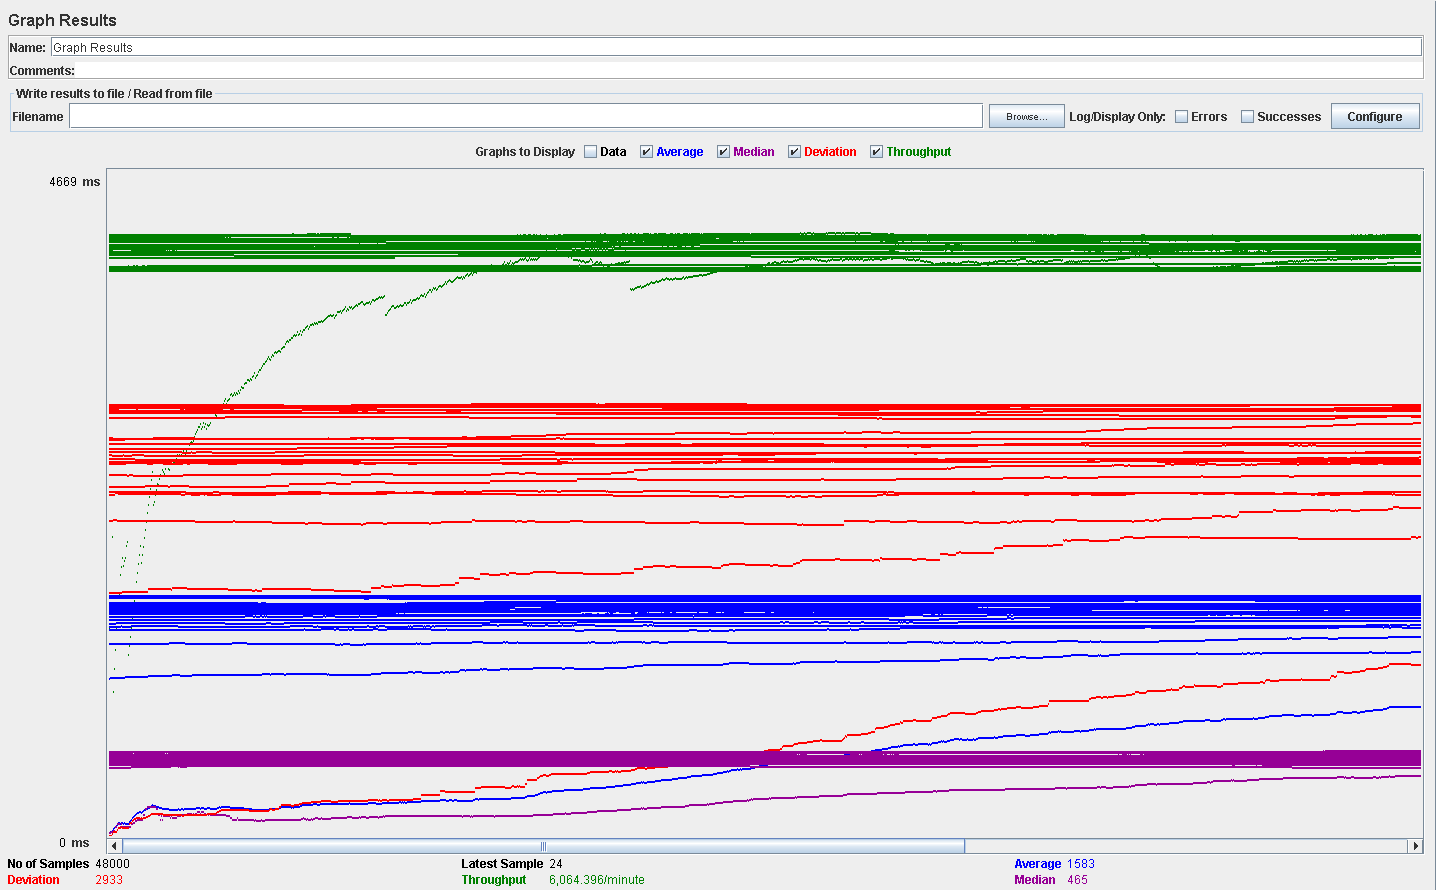 Graph Results
Name: Graph Results
Comments:
Write results to file / Read from file
Filename Browse... Log/Display Only: Errors Successes Configure
Graphs to Display Data Average Median Deviation Throughput
4669 ms
0 ms
No of Samples 48000 Latest Sample 24 Average 1583
Deviation 2933 Throughput 6,064.396/minute Median 465